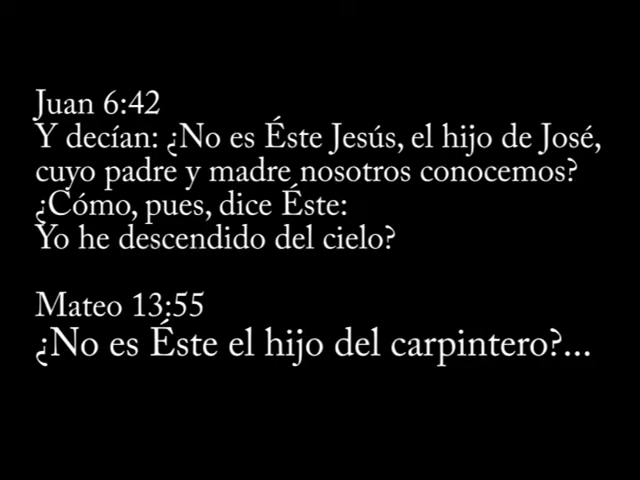 Juan 6:42
Y decían: ¿No es Éste Jesús, el hijo de José,
cuyo padre y madre nosotros conocemos?
¿Cómo, pues, dice Éste:
Yo he descendido del cielo?
Mateo 13:55
¿No es Éste el hijo del carpintero?...